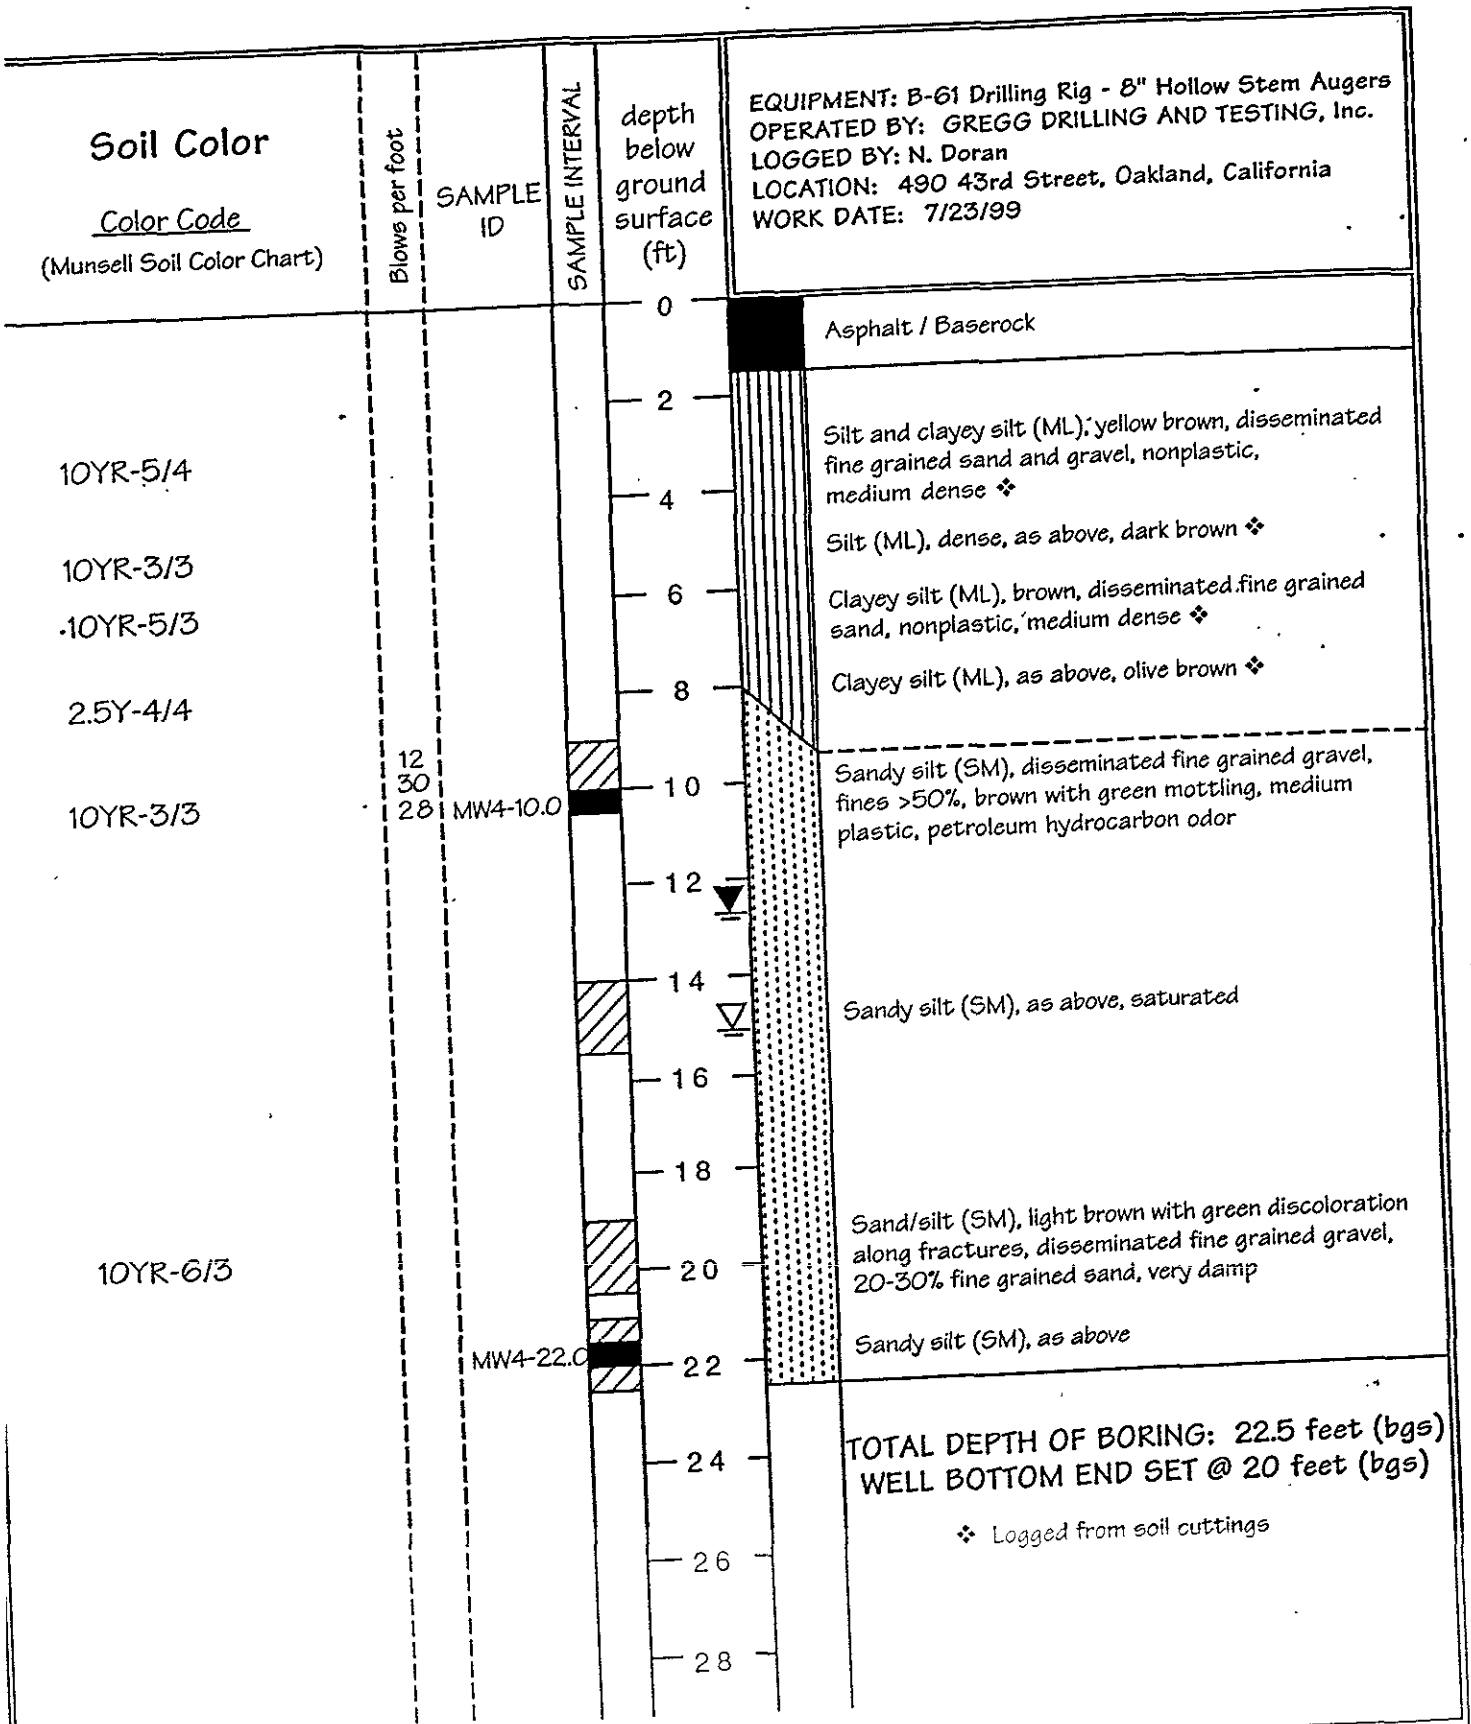 Soil Color
Color Code
(Munsell Soil Color Chart)
Blows per foot
SAMPLE
ID
SAMPLE INTERVAL
depth
below
ground
surface
(ft)
EQUIPMENT: B-61 Drilling Rig - 8" Hollow Stem Augers
OPERATED BY: GREGG DRILLING AND TESTING, Inc.
LOGGED BY: N. Doran
LOCATION: 490 43rd Street, Oakland, California
WORK DATE: 7/23/99
0
Asphalt / Baserock
2
Silt and clayey silt (ML), yellow brown, disseminated
fine grained sand and gravel, nonplastic,
medium dense ❖
10YR-5/4
4
Silt (ML), dense, as above, dark brown ❖
10YR-3/3
6
Clayey silt (ML), brown, disseminated fine grained
sand, nonplastic, medium dense ❖
10YR-5/3
8
Clayey silt (ML), as above, olive brown ❖
2.5Y-4/4
12
30
28
MW4-10.0
10
Sandy silt (SM), disseminated fine grained gravel,
fines >50%, brown with green mottling, medium
plastic, petroleum hydrocarbon odor
10YR-3/3
12
14
Sandy silt (SM), as above, saturated
16
18
Sand/silt (SM), light brown with green discoloration
along fractures, disseminated fine grained gravel,
20-30% fine grained sand, very damp
10YR-6/3
20
Sandy silt (SM), as above
MW4-22.0
22
TOTAL DEPTH OF BORING: 22.5 feet (bgs)
WELL BOTTOM END SET @ 20 feet (bgs)
24
❖ Logged from soil cuttings
26
28